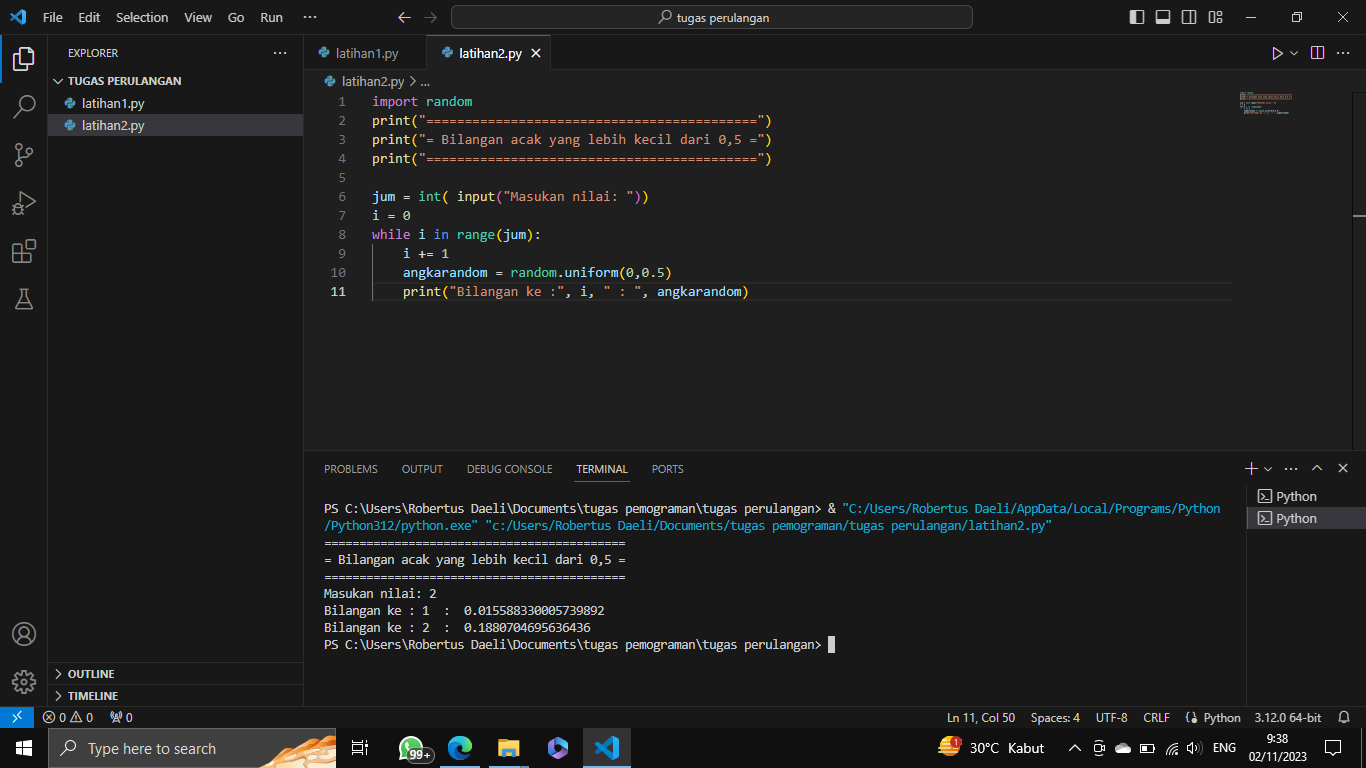 File Edit Selection View Go Run ··· tugas perulangan
EXPLORER ···
TUGAS PERULANGAN
latihan1.py
latihan2.py
OUTLINE
TIMELINE
latihan1.py latihan2.py
latihan2.py > ...
1 import random
2 print("===========================================")
3 print("= Bilangan acak yang lebih kecil dari 0,5 =")
4 print("===========================================")
5
6 jum = int( input("Masukan nilai: "))
7 i = 0
8 while i in range(jum):
9     i += 1
10     angkarandom = random.uniform(0,0.5)
11     print("Bilangan ke :", i, " : ", angkarandom)
PROBLEMS OUTPUT DEBUG CONSOLE TERMINAL PORTS
PS C:\Users\Robertus Daeli\Documents\tugas pemograman\tugas perulangan> & "C:/Users/Robertus Daeli/AppData/Local/Programs/Python
/Python312/python.exe" "c:/Users/Robertus Daeli/Documents/tugas pemograman/tugas perulangan/latihan2.py"
===========================================
= Bilangan acak yang lebih kecil dari 0,5 =
===========================================
Masukan nilai: 2
Bilangan ke : 1  :  0.015588330005739892
Bilangan ke : 2  :  0.1880704695636436
PS C:\Users\Robertus Daeli\Documents\tugas pemograman\tugas perulangan>
Python
Python
0 0 0 Ln 11, Col 50 Spaces: 4 UTF-8 CRLF Python 3.12.0 64-bit
Type here to search 99+ 1 30°C Kabut ENG 9:38
02/11/2023